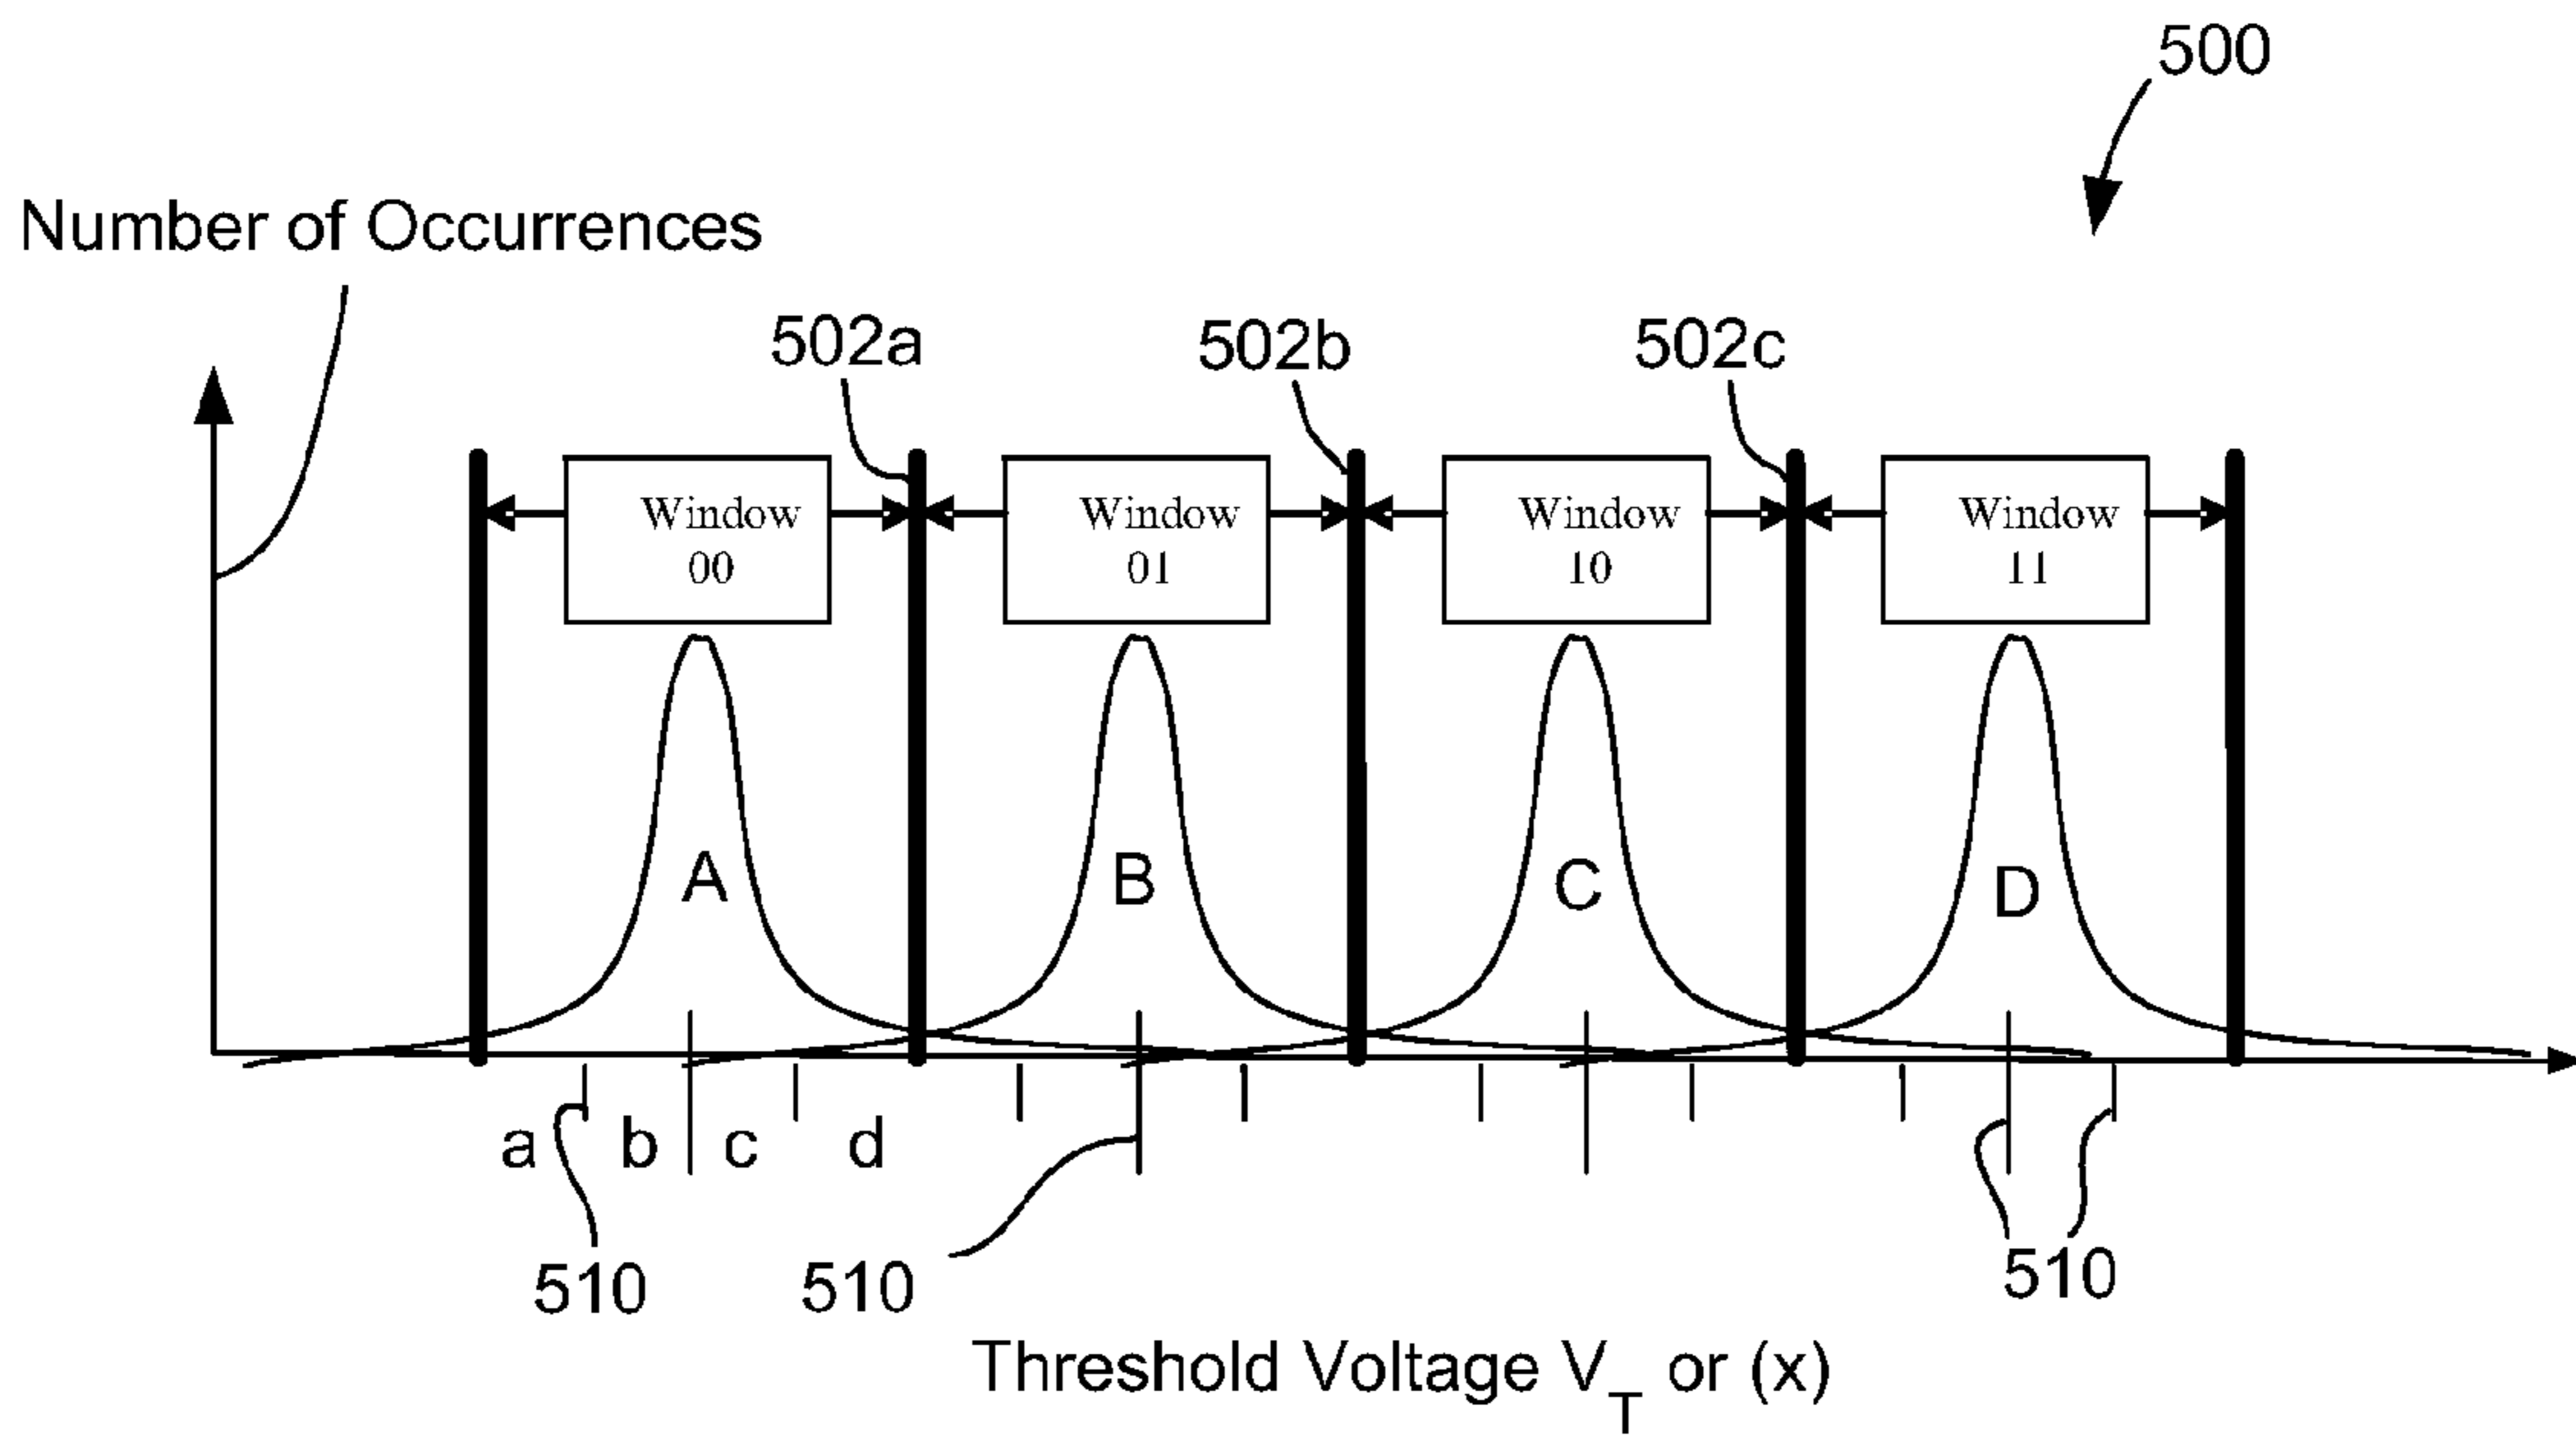 500
Number of Occurrences
502a
502b
502c
Window
00
Window
01
Window
10
Window
11
A
B
C
D
a
b
c
d
510
510
510
Threshold Voltage V_T or (x)